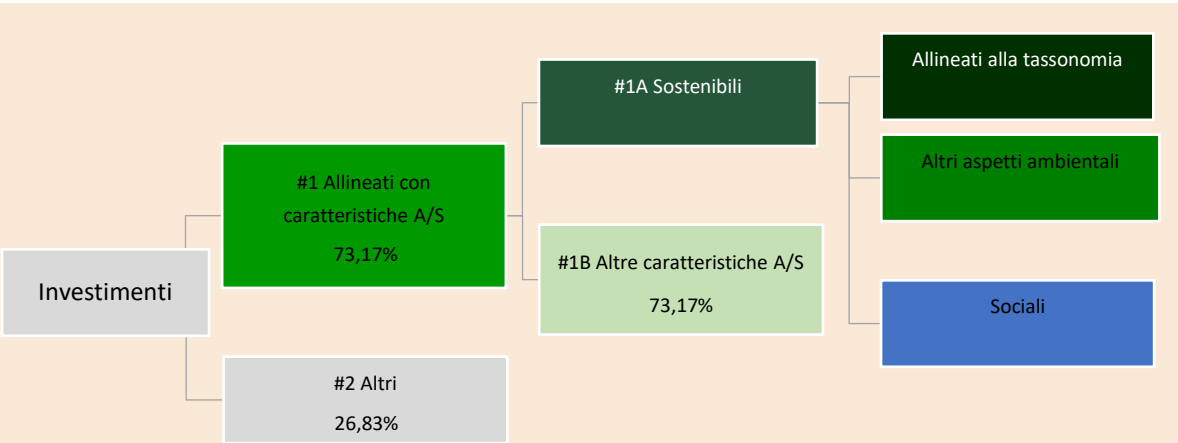 Investimenti
#1 Allineati con
caratteristiche A/S
73,17%
#2 Altri
26,83%
#1A Sostenibili
#1B Altre caratteristiche A/S
73,17%
Allineati alla tassonomia
Altri aspetti ambientali
Sociali